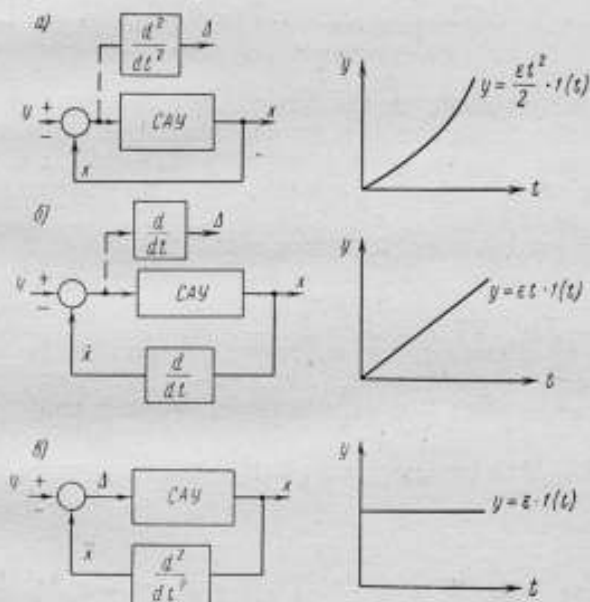 а)
d²/dt² Δ
y + − САУ x
x
y
y = εt²/2 · 1(t)
t
б)
d/dt Δ
y + − САУ x
ẋ
d/dt
y
y = εt · 1(t)
t
в)
y + − Δ САУ x
ẍ
d²/dt²
y
y = ε · 1(t)
t